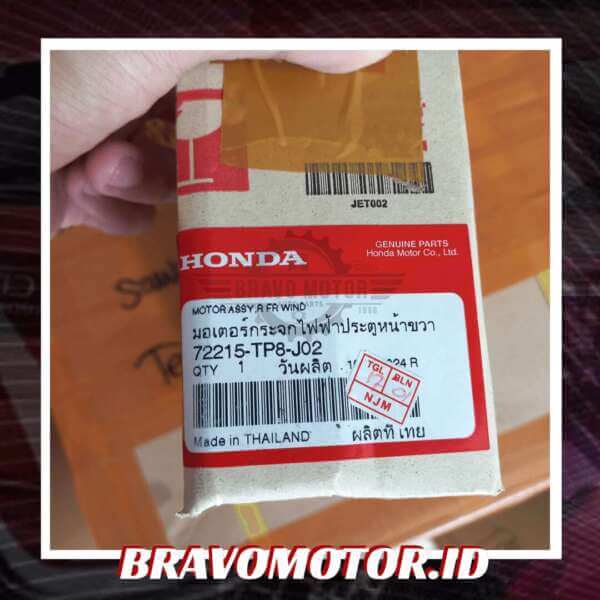 JET002
HONDA
GENUINE PARTS
Honda Motor Co., Ltd.
BRAVO MOTOR
MOTOR ASSY,R FR WIND
มอเตอร์กระจกไฟฟ้าประตูหน้าขวา
72215-TP8-J02
QTY 1 วันผลิต 024 R
TGL BLN
NJM
Made in THAILAND ผลิตที่ ไทย
BRAVOMOTOR.ID